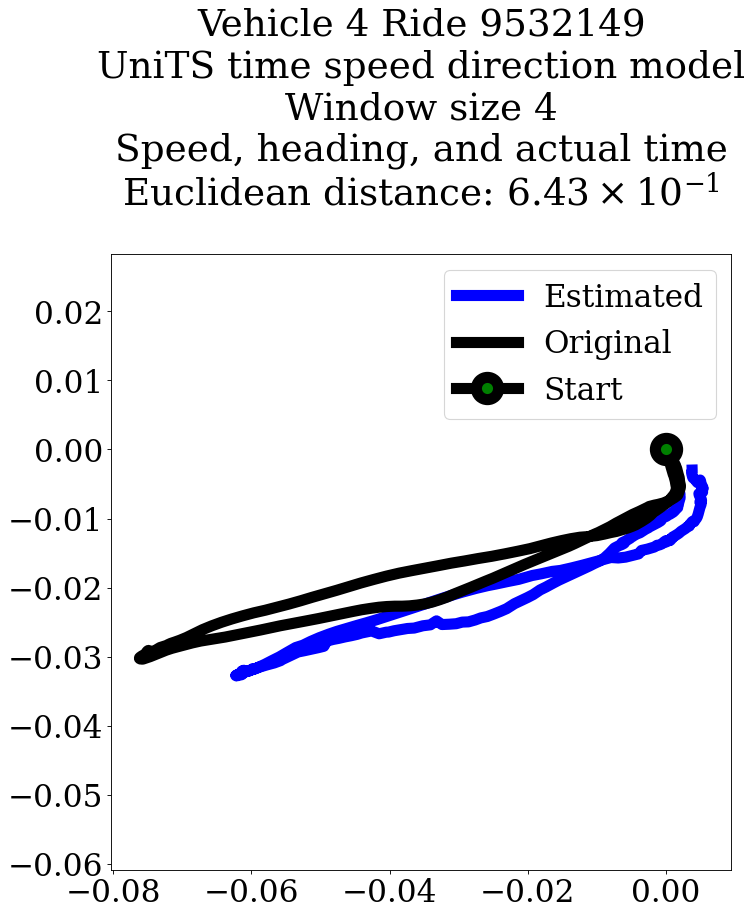 Vehicle 4 Ride 9532149
UniTS time speed direction model
Window size 4
Speed, heading, and actual time
Euclidean distance: 6.43 × 10⁻¹
Estimated
Original
Start
0.02
0.01
0.00
−0.01
−0.02
−0.03
−0.04
−0.05
−0.06
−0.08 −0.06 −0.04 −0.02 0.00